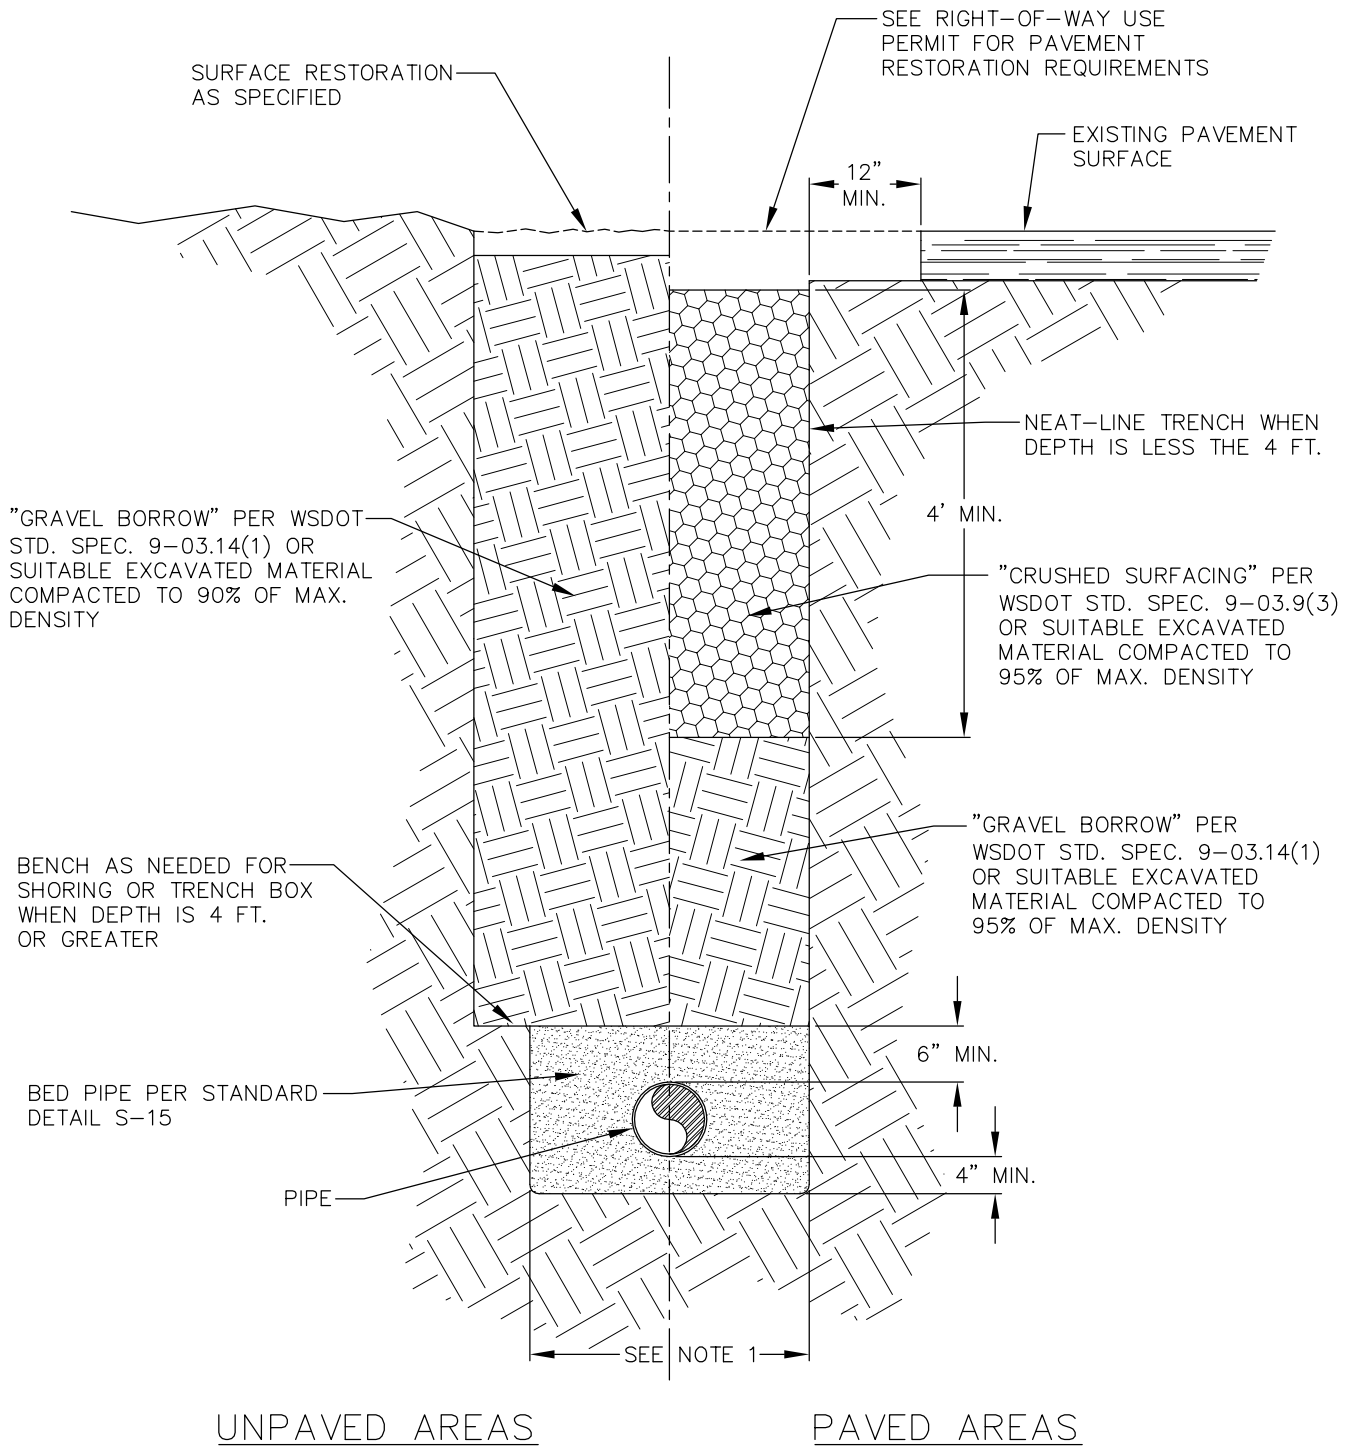 SEE RIGHT-OF-WAY USE
PERMIT FOR PAVEMENT
RESTORATION REQUIREMENTS
SURFACE RESTORATION
AS SPECIFIED
EXISTING PAVEMENT
SURFACE
12"
MIN.
NEAT-LINE TRENCH WHEN
DEPTH IS LESS THE 4 FT.
4' MIN.
"GRAVEL BORROW" PER WSDOT
STD. SPEC. 9-03.14(1) OR
SUITABLE EXCAVATED MATERIAL
COMPACTED TO 90% OF MAX.
DENSITY
"CRUSHED SURFACING" PER
WSDOT STD. SPEC. 9-03.9(3)
OR SUITABLE EXCAVATED
MATERIAL COMPACTED TO
95% OF MAX. DENSITY
"GRAVEL BORROW" PER
WSDOT STD. SPEC. 9-03.14(1)
OR SUITABLE EXCAVATED
MATERIAL COMPACTED TO
95% OF MAX. DENSITY
BENCH AS NEEDED FOR
SHORING OR TRENCH BOX
WHEN DEPTH IS 4 FT.
OR GREATER
6" MIN.
BED PIPE PER STANDARD
DETAIL S-15
4" MIN.
PIPE
SEE NOTE 1
UNPAVED AREAS
PAVED AREAS